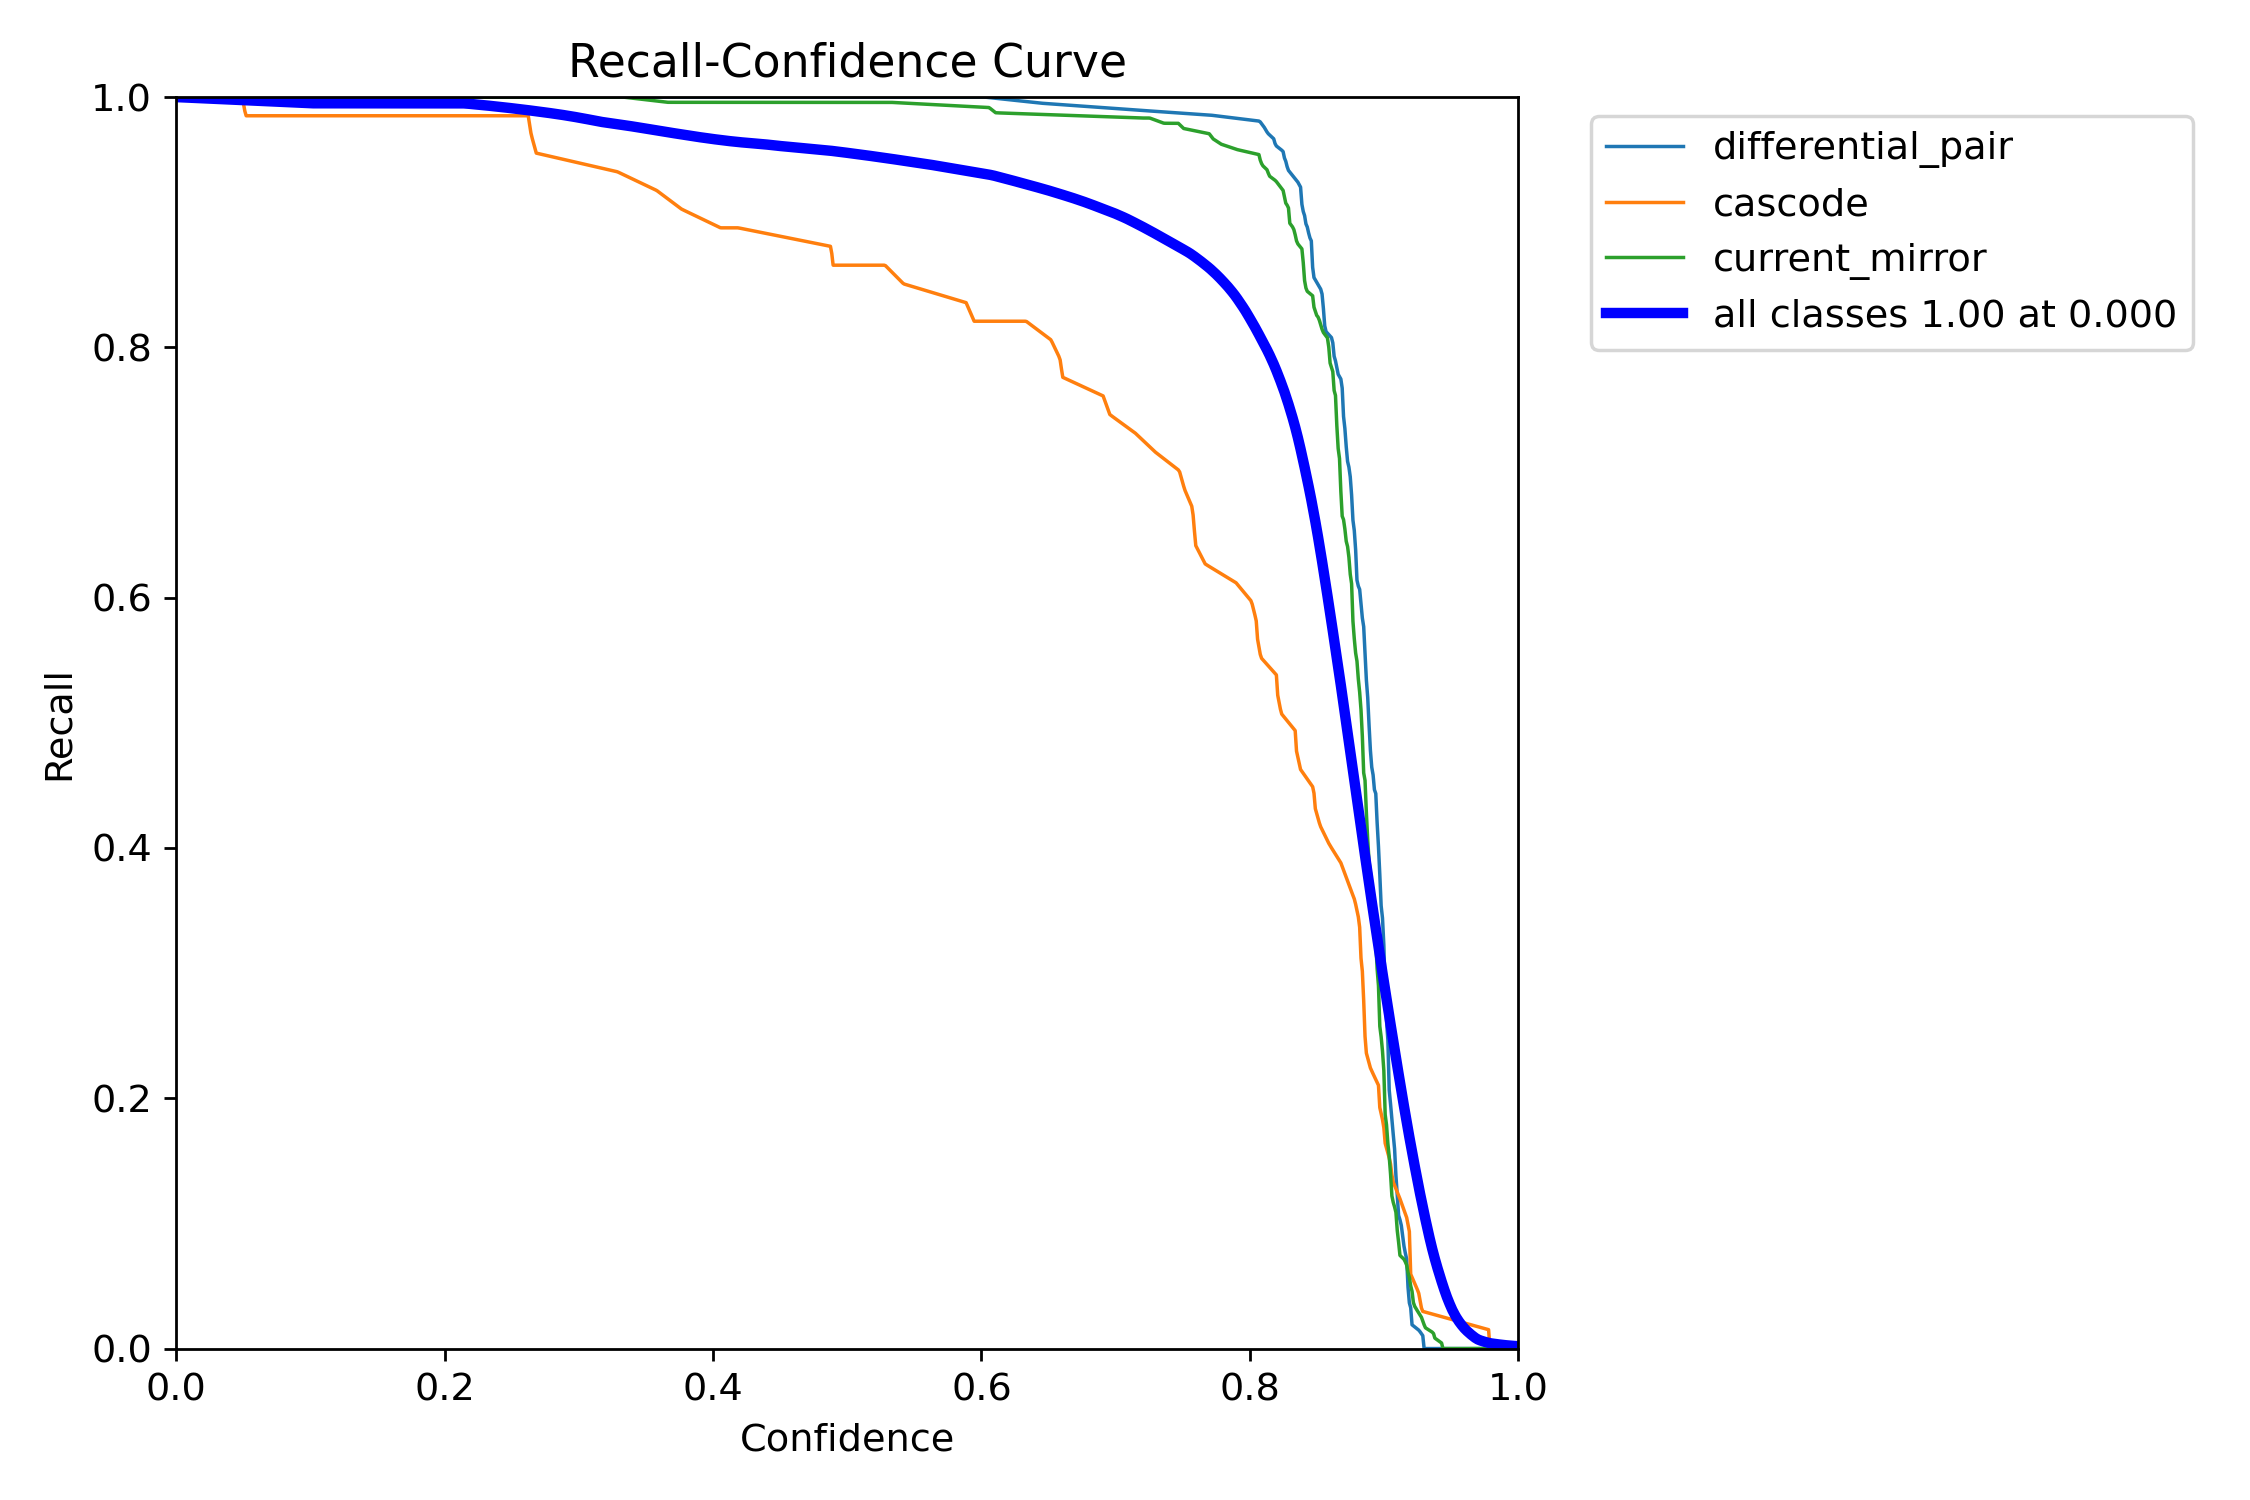 Recall-Confidence Curve
1.0
0.8
0.6
0.4
0.2
0.0
Recall
0.0 0.2 0.4 0.6 0.8 1.0
Confidence
differential_pair
cascode
current_mirror
all classes 1.00 at 0.000